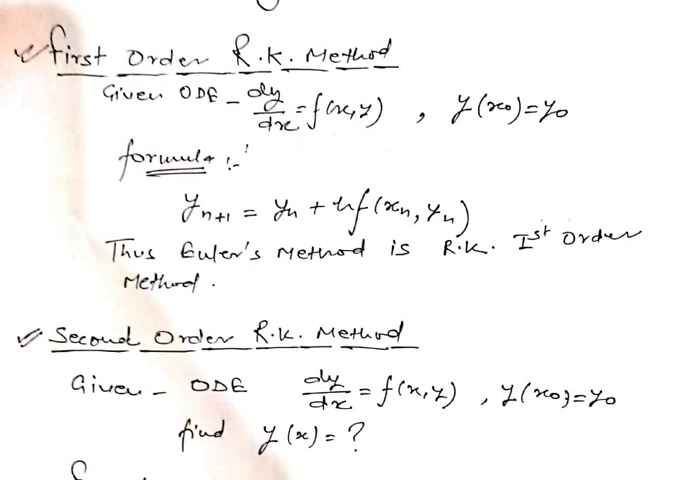 First Order R.K. Method
Given ODE - dy/dx = f(x,y) , y(x0)=y0
formula :-
yn+1 = yn + hf(xn, yn)
Thus Euler's Method is R.K. Ist Order
Method.
Second Order R.K. Method
Given - ODE dy/dx = f(x,y) , y(x0)=y0
find y(x) = ?